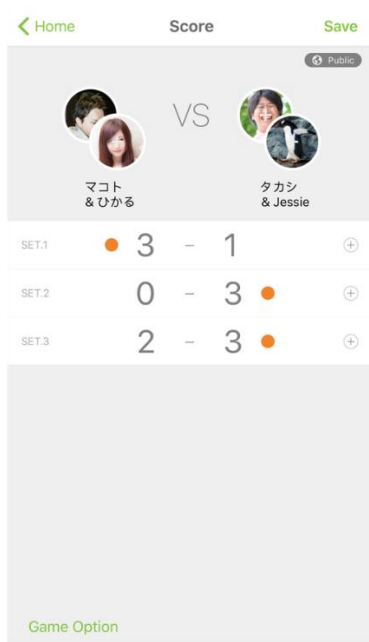 Home Score Save
Public
VS
マコト
&ひかる
タカシ
& Jessie
SET.1 3 - 1
SET.2 0 - 3
SET.3 2 - 3
Game Option